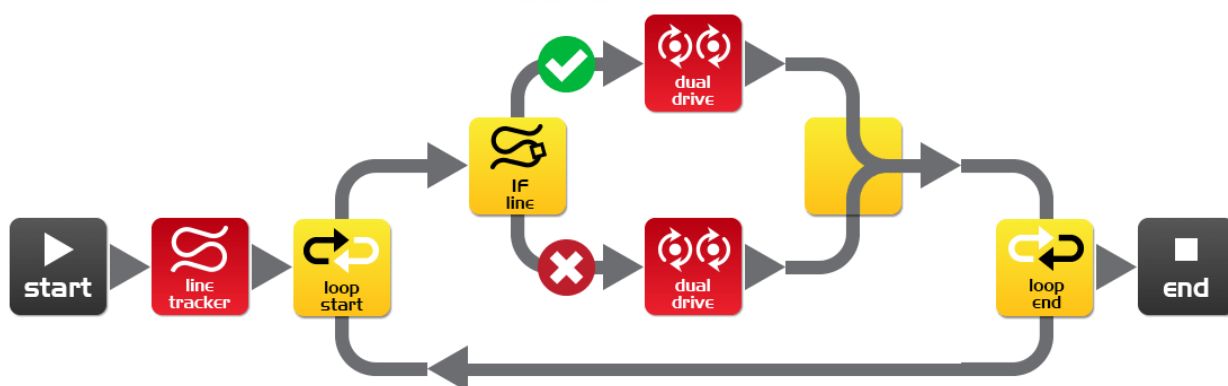 start
line
tracker
loop
start
IF
line
dual
drive
dual
drive
loop
end
end